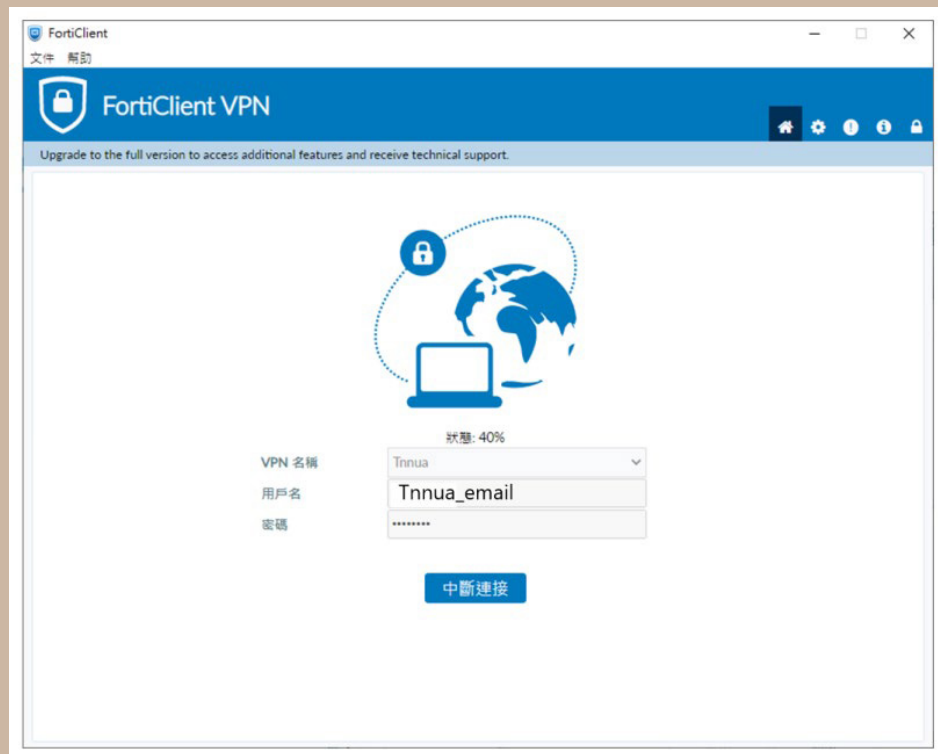 FortiClient
文件 幫助
FortiClient VPN
Upgrade to the full version to access additional features and receive technical support.
狀態: 40%
VPN 名稱 Tnnua
用戶名 Tnnua_email
密碼 ••••••••
中斷連接